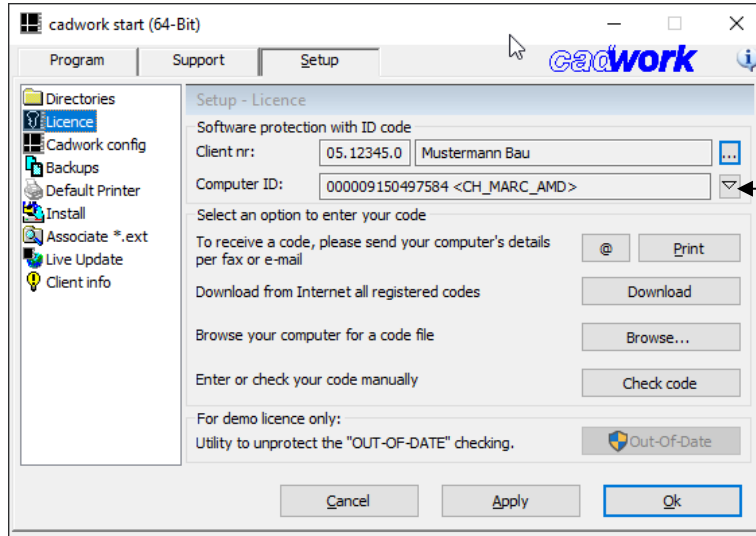 cadwork start (64-Bit)
Program Support Setup cadwork
Directories
Licence
Cadwork config
Backups
Default Printer
Install
Associate *.ext
Live Update
Client info
Setup - Licence
Software protection with ID code
Client nr: 05.12345.0 Mustermann Bau ...
Computer ID: 000009150497584 <CH_MARC_AMD>
Select an option to enter your code
To receive a code, please send your computer's details
per fax or e-mail
@ Print
Download from Internet all registered codes Download
Browse your computer for a code file Browse...
Enter or check your code manually Check code
For demo licence only:
Utility to unprotect the "OUT-OF-DATE" checking. Out-Of-Date
Cancel Apply Ok